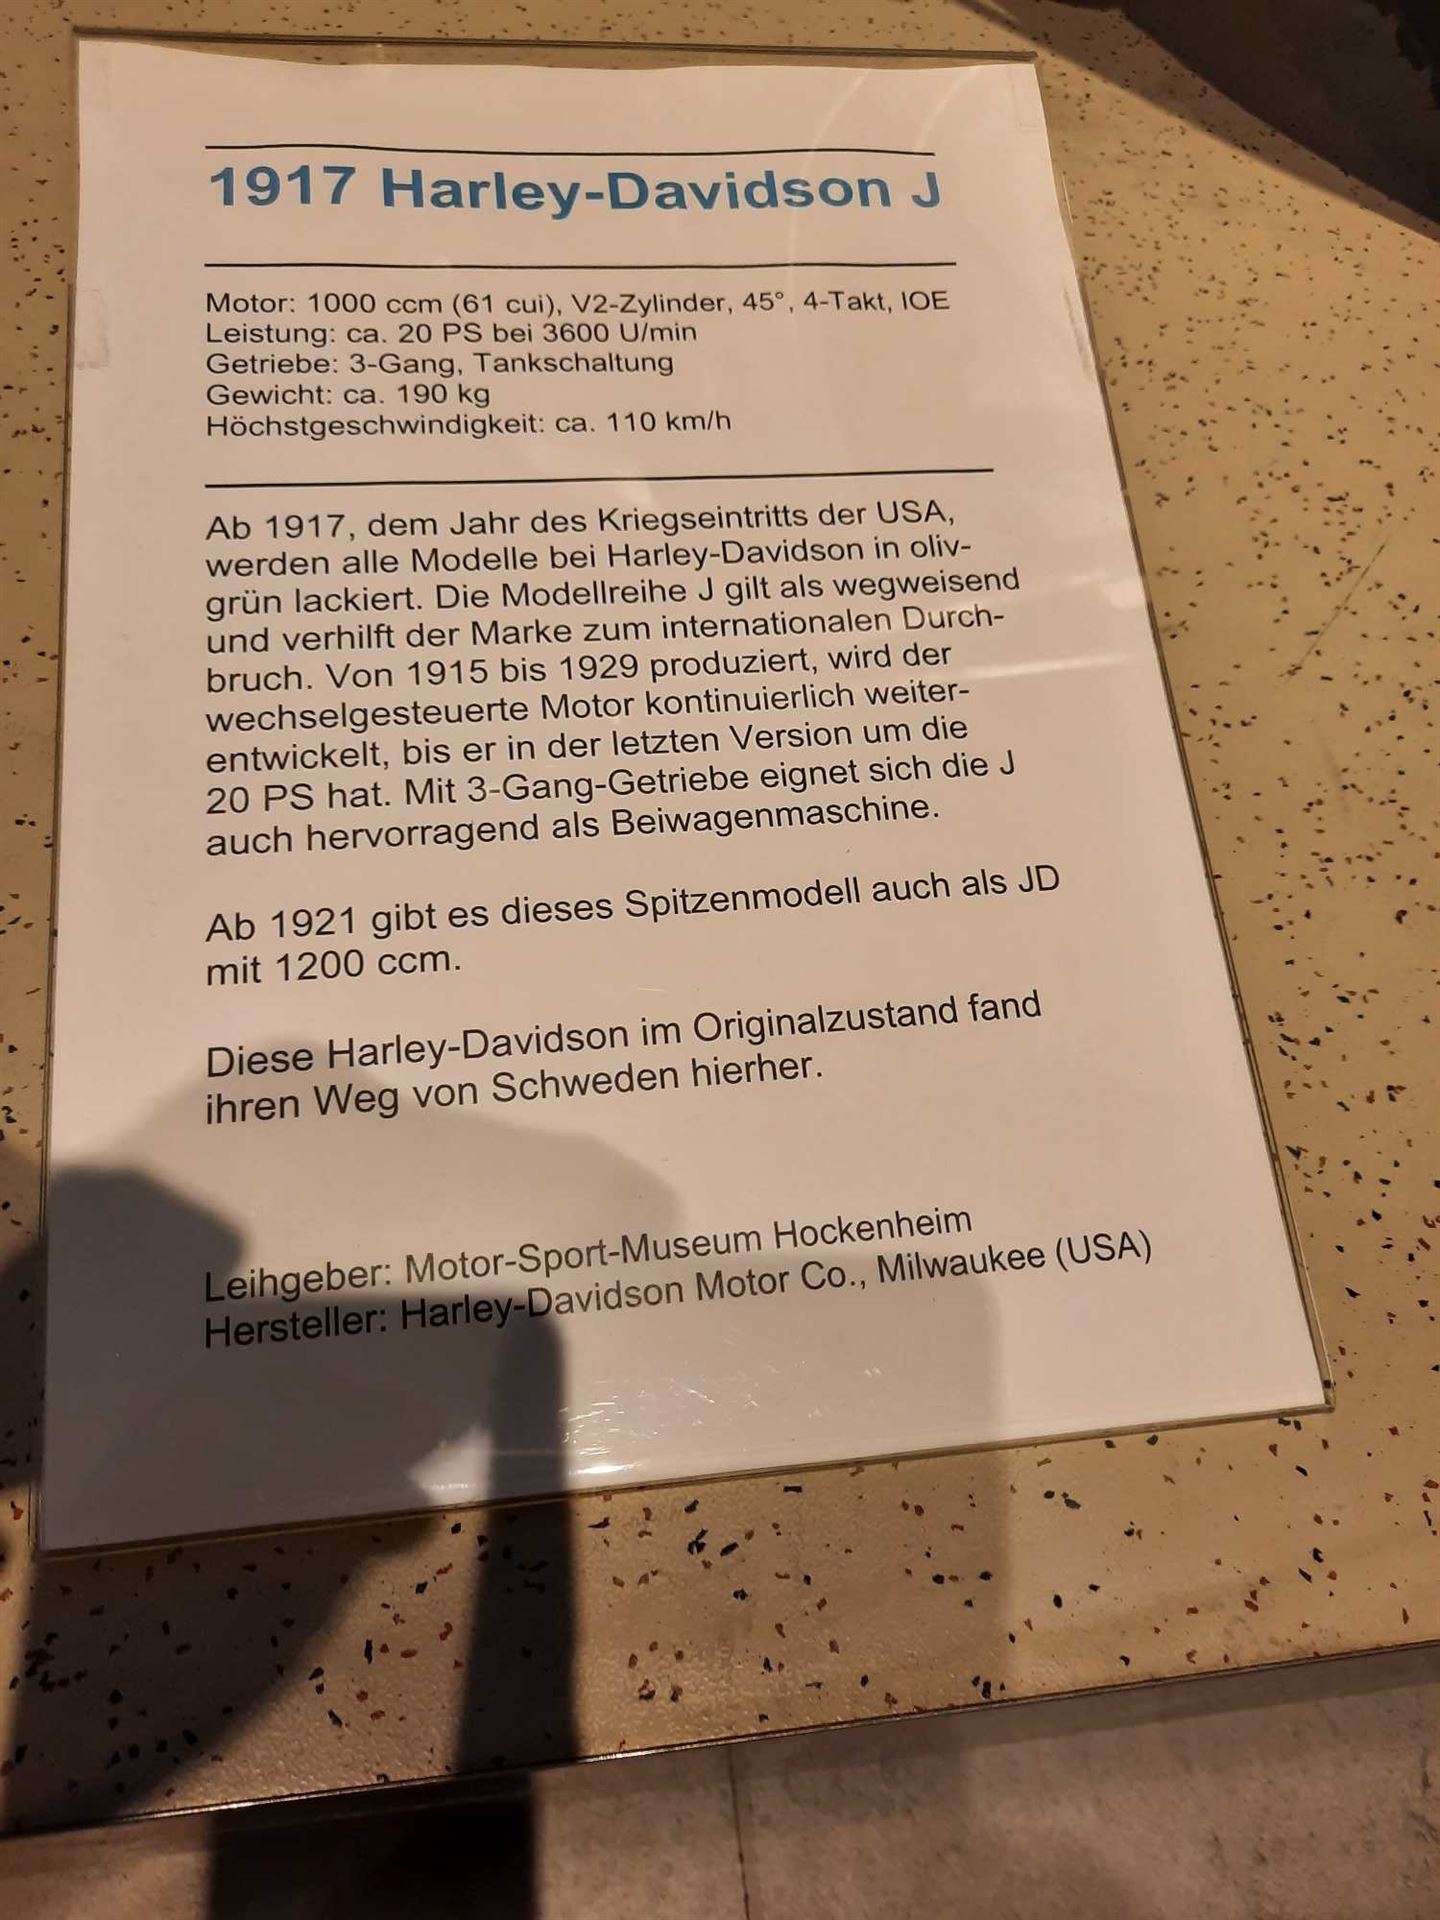 1917 Harley-Davidson J
Motor: 1000 ccm (61 cui), V2-Zylinder, 45°, 4-Takt, IOE
Leistung: ca. 20 PS bei 3600 U/min
Getriebe: 3-Gang, Tankschaltung
Gewicht: ca. 190 kg
Höchstgeschwindigkeit: ca. 110 km/h
Ab 1917, dem Jahr des Kriegseintritts der USA,
werden alle Modelle bei Harley-Davidson in oliv-
grün lackiert. Die Modellreihe J gilt als wegweisend
und verhilft der Marke zum internationalen Durch-
bruch. Von 1915 bis 1929 produziert, wird der
wechselgesteuerte Motor kontinuierlich weiter-
entwickelt, bis er in der letzten Version um die
20 PS hat. Mit 3-Gang-Getriebe eignet sich die J
auch hervorragend als Beiwagenmaschine.
Ab 1921 gibt es dieses Spitzenmodell auch als JD
mit 1200 ccm.
Diese Harley-Davidson im Originalzustand fand
ihren Weg von Schweden hierher.
Leihgeber: Motor-Sport-Museum Hockenheim
Hersteller: Harley-Davidson Motor Co., Milwaukee (USA)